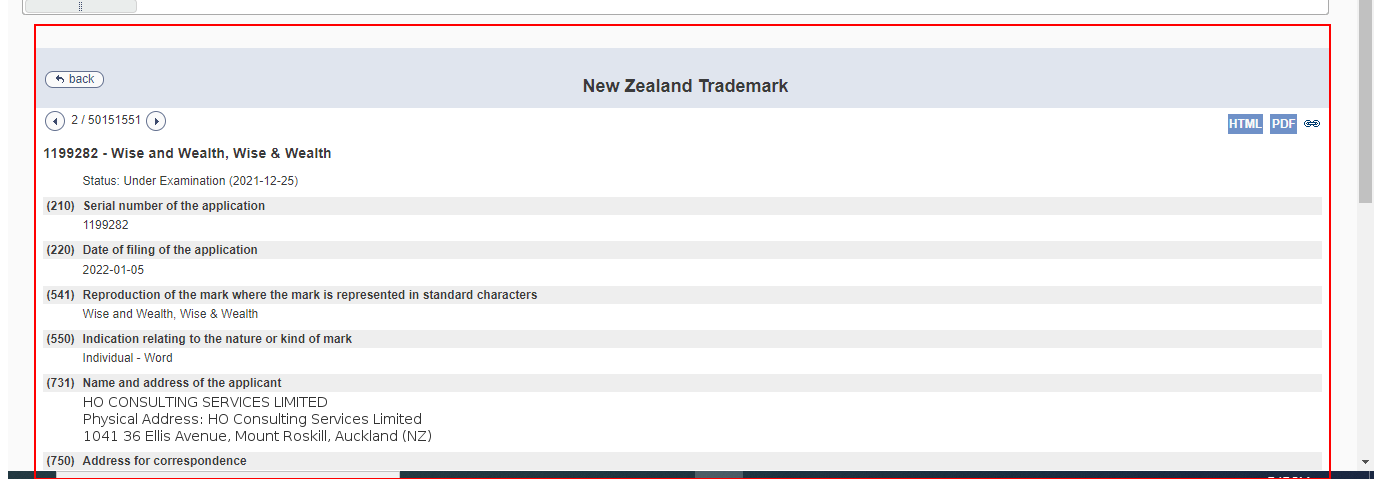 back
New Zealand Trademark
2 / 50151551
HTML PDF
1199282 - Wise and Wealth, Wise & Wealth
Status: Under Examination (2021-12-25)
(210) Serial number of the application
1199282
(220) Date of filing of the application
2022-01-05
(541) Reproduction of the mark where the mark is represented in standard characters
Wise and Wealth, Wise & Wealth
(550) Indication relating to the nature or kind of mark
Individual - Word
(731) Name and address of the applicant
HO CONSULTING SERVICES LIMITED
Physical Address: HO Consulting Services Limited
1041 36 Ellis Avenue, Mount Roskill, Auckland (NZ)
(750) Address for correspondence